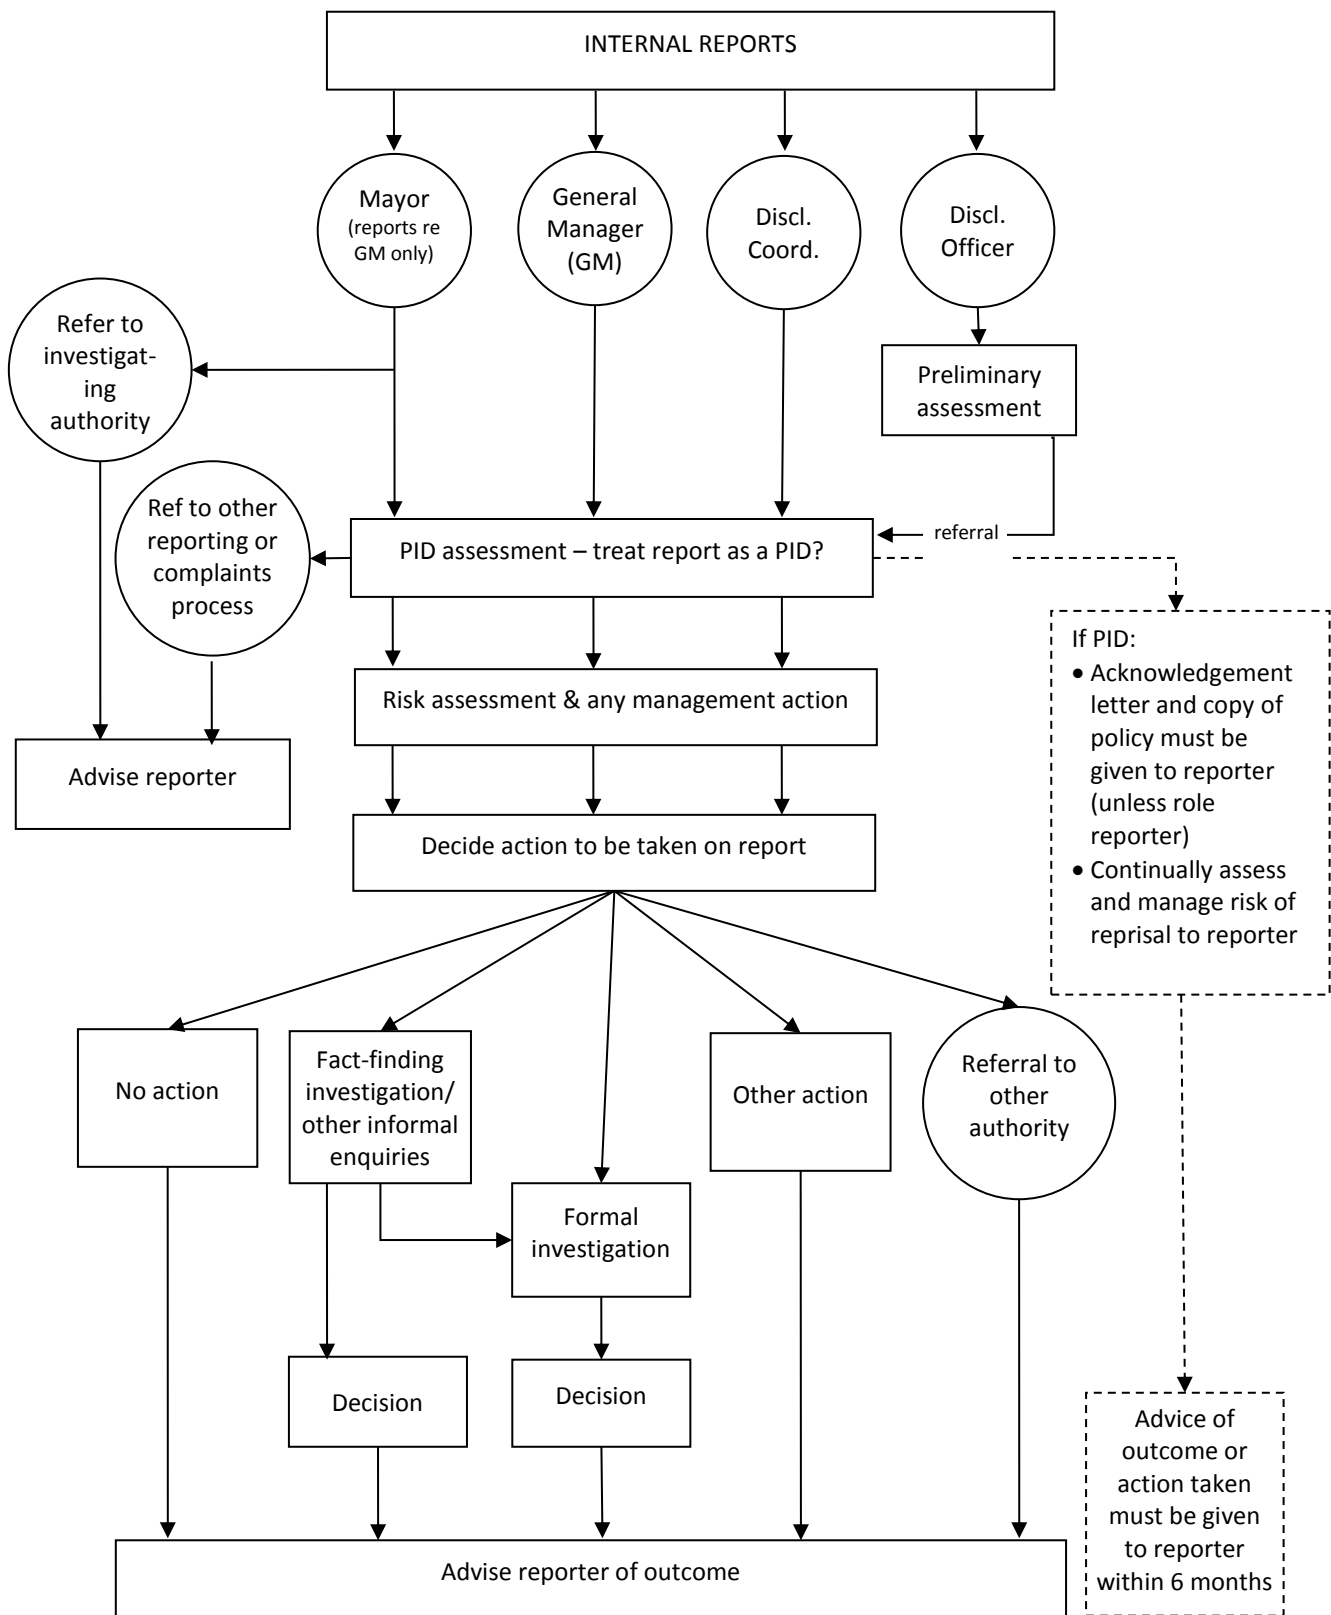 INTERNAL REPORTS
Mayor
(reports re
GM only)
General
Manager
(GM)
Discl.
Coord.
Discl.
Officer
Refer to
investigat-
ing
authority
Preliminary
assessment
Ref to other
reporting or
complaints
process
PID assessment – treat report as a PID?
referral
If PID:
• Acknowledgement
letter and copy of
policy must be
given to reporter
(unless role
reporter)
• Continually assess
and manage risk of
reprisal to reporter
Risk assessment & any management action
Advise reporter
Decide action to be taken on report
No action
Fact-finding
investigation/
other informal
enquiries
Formal
investigation
Other action
Referral to
other
authority
Decision
Decision
Advice of
outcome or
action taken
must be given
to reporter
within 6 months
Advise reporter of outcome